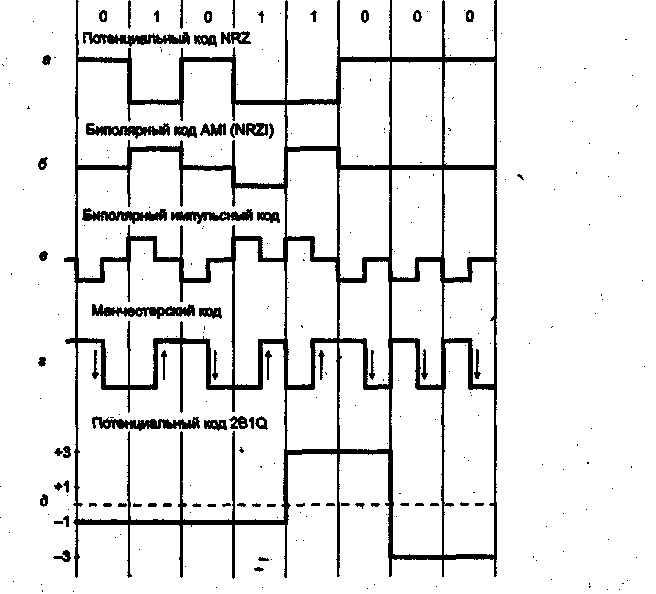 0 1 0 1 1 0 0 0
Потенциальный код NRZ
а
Биполярный код AMI (NRZI)
б
Биполярный импульсный код
в
Манчестерский код
г
Потенциальный код 2B1Q
+3
+1
д
–1
–3